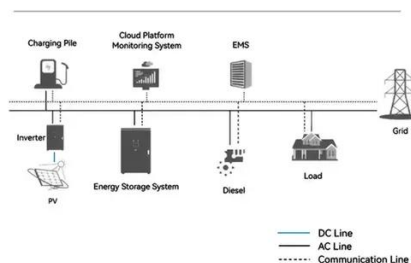 Charging Pile
Cloud Platform
Monitoring System
EMS
Grid
Inverter
PV
Energy Storage System
Diesel
Load
DC Line
AC Line
Communication Line